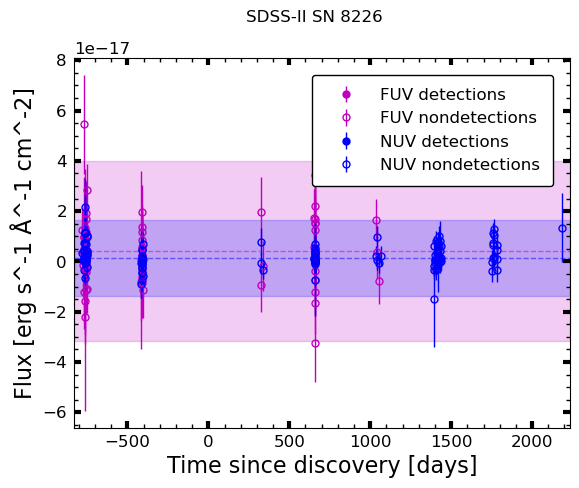 SDSS-II SN 8226
1e−17
FUV detections
FUV nondetections
NUV detections
NUV nondetections
8
6
4
2
0
−2
−4
−6
Flux [erg s^-1 Å^-1 cm^-2]
−500 0 500 1000 1500 2000
Time since discovery [days]